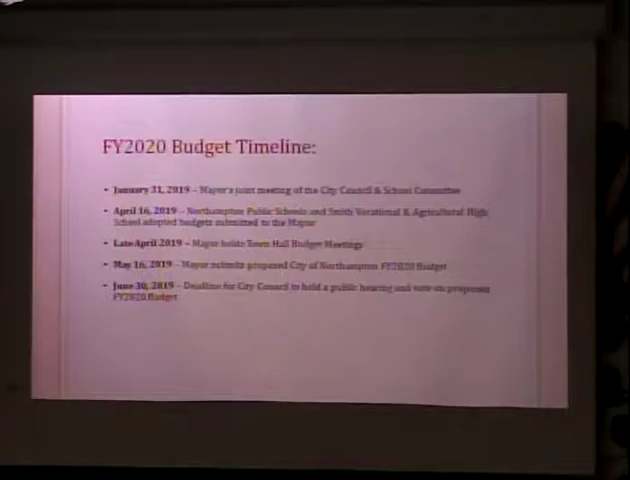 FY2020 Budget Timeline:
• January 31, 2019 – Mayor's joint meeting of the City Council & School Committee
• April 16, 2019 – Northampton Public Schools and Smith Vocational & Agricultural High
School adopted budgets submitted to the Mayor
• Late April 2019 – Mayor holds Town Hall Budget Meetings
• May 16, 2019 – Mayor submits proposed City of Northampton FY2020 Budget
• June 30, 2019 – Deadline for City Council to hold a public hearing and vote on proposed
FY2020 Budget